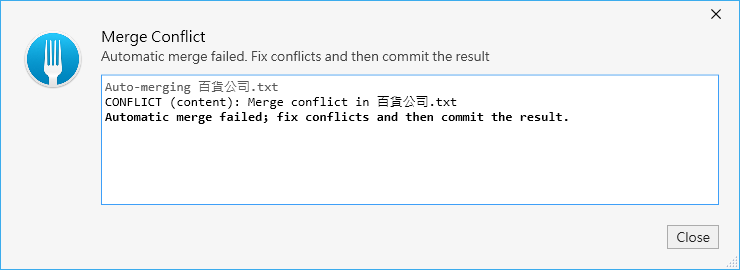 Merge Conflict
Automatic merge failed. Fix conflicts and then commit the result
Auto-merging 百貨公司.txt
CONFLICT (content): Merge conflict in 百貨公司.txt
Automatic merge failed; fix conflicts and then commit the result.
Close